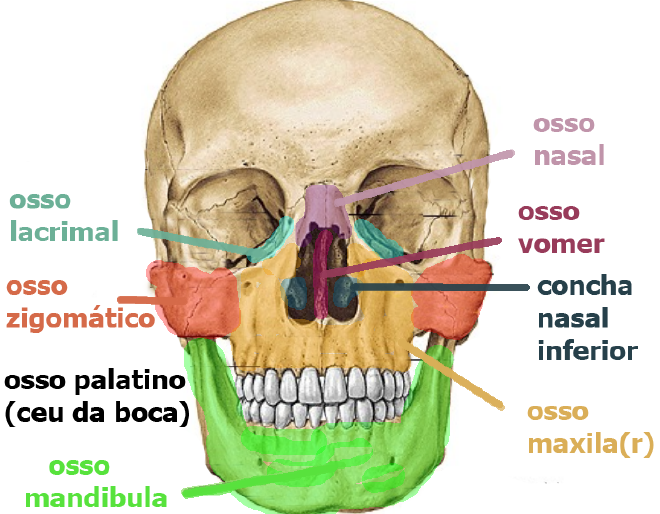 osso
nasal
osso
lacrimal
osso
vomer
osso
zigomático
concha
nasal
inferior
osso palatino
(ceu da boca)
osso
maxila(r)
osso
mandibula